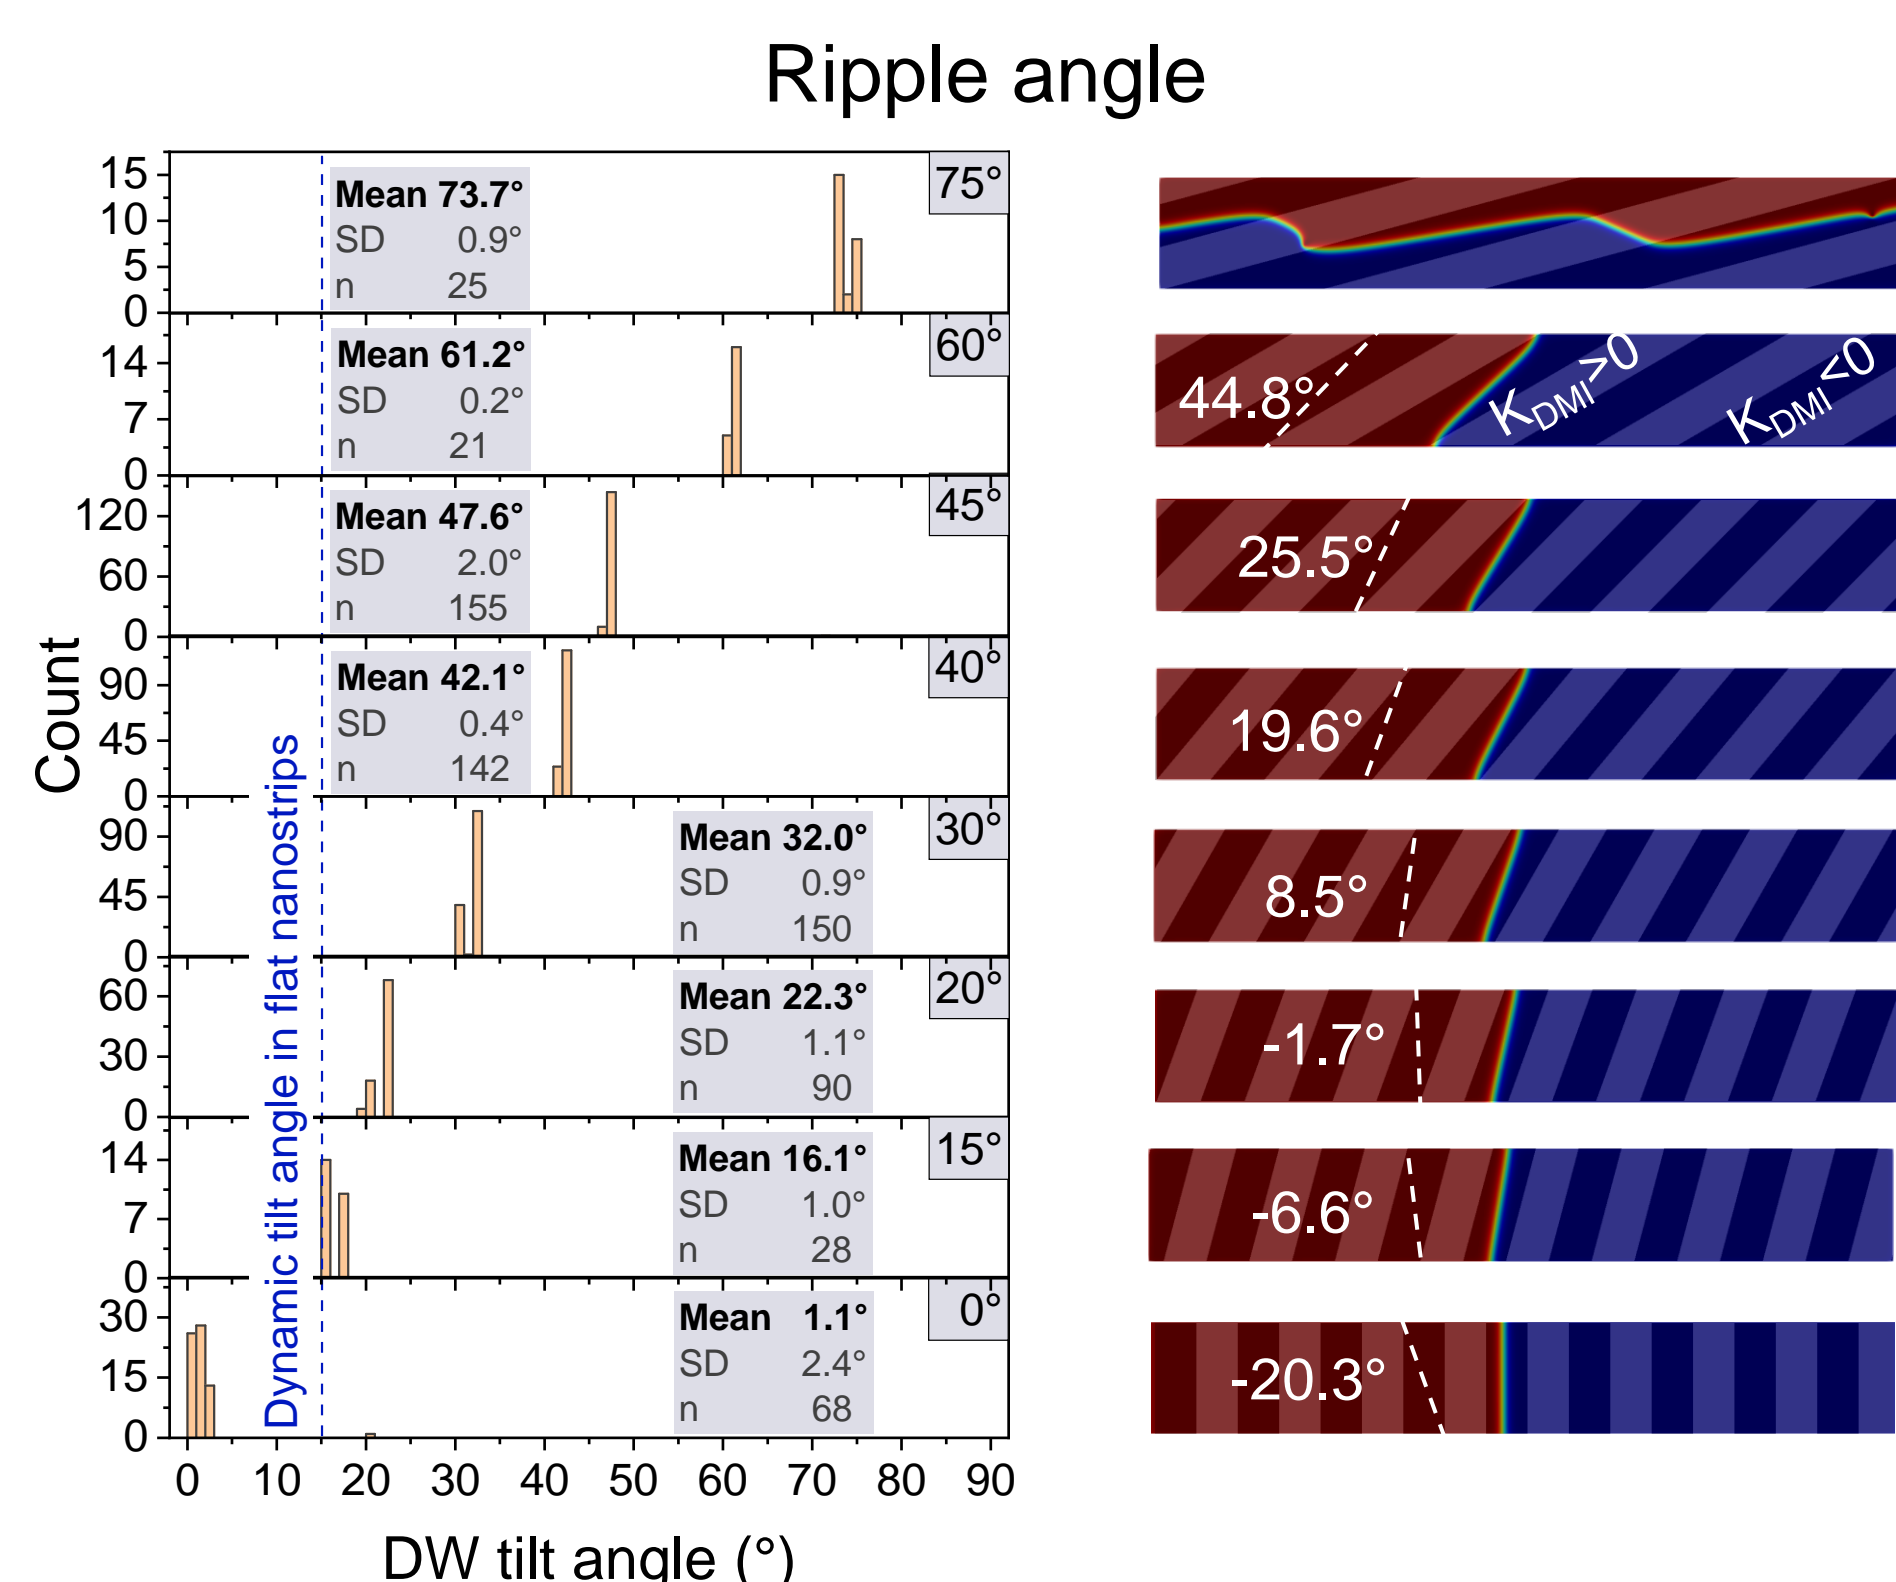 Ripple angle
Count
Dynamic tilt angle in flat nanostrips
15
10
5
0
Mean 73.7°
SD 0.9°
n 25
75°
14
7
0
Mean 61.2°
SD 0.2°
n 21
60°
44.8°
K_DMI>0
K_DMI<0
120
60
0
Mean 47.6°
SD 2.0°
n 155
45°
25.5°
90
45
0
Mean 42.1°
SD 0.4°
n 142
40°
19.6°
90
45
0
Mean 32.0°
SD 0.9°
n 150
30°
8.5°
60
30
0
Mean 22.3°
SD 1.1°
n 90
20°
-1.7°
14
7
0
Mean 16.1°
SD 1.0°
n 28
15°
-6.6°
30
15
0
Mean 1.1°
SD 2.4°
n 68
0°
-20.3°
0 10 20 30 40 50 60 70 80 90
DW tilt angle (°)